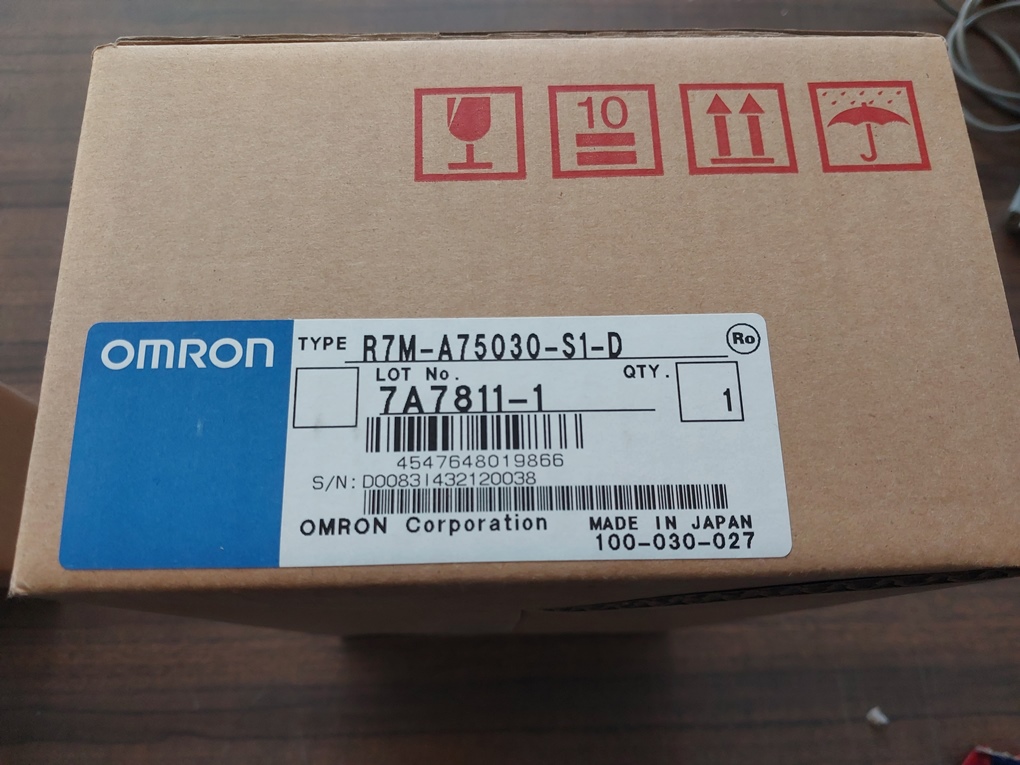 10
OMRON
TYPE R7M-A75030-S1-D
Ro
LOT No. QTY.
7A7811-1
1
4547648019866
S/N: D00831432120038
OMRON Corporation
MADE IN JAPAN
100-030-027